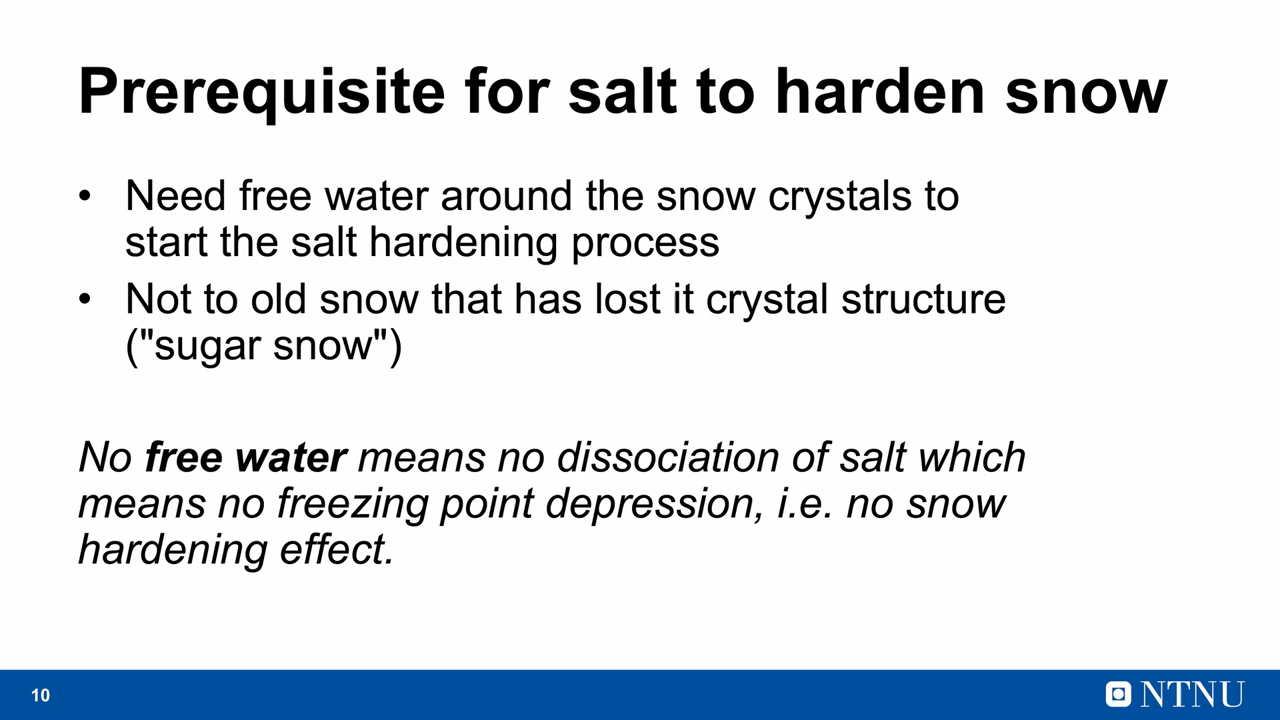 Prerequisite for salt to harden snow
• Need free water around the snow crystals to
start the salt hardening process
• Not to old snow that has lost it crystal structure
("sugar snow")
No free water means no dissociation of salt which
means no freezing point depression, i.e. no snow
hardening effect.
10
NTNU